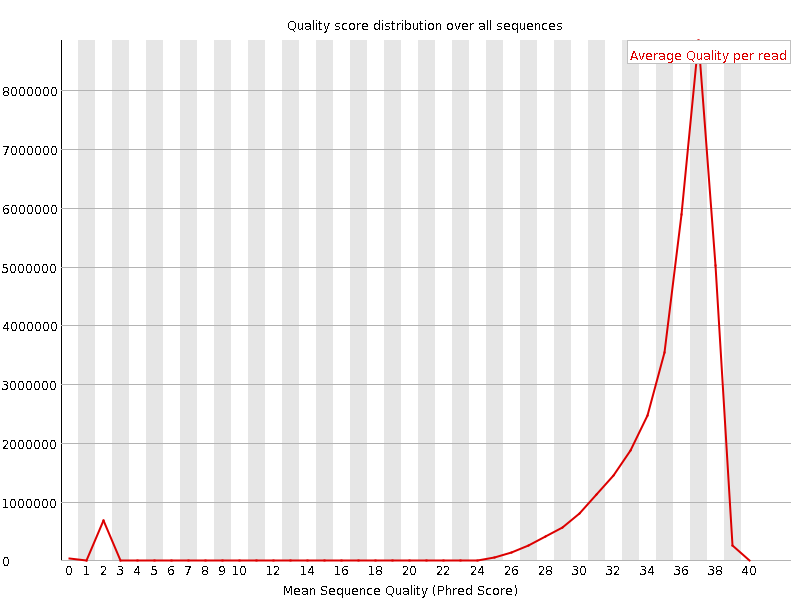 Quality score distribution over all sequences
Average Quality per read
8000000
7000000
6000000
5000000
4000000
3000000
2000000
1000000
0
0 1 2 3 4 5 6 7 8 9 10 12 14 16 18 20 22 24 26 28 30 32 34 36 38 40
Mean Sequence Quality (Phred Score)